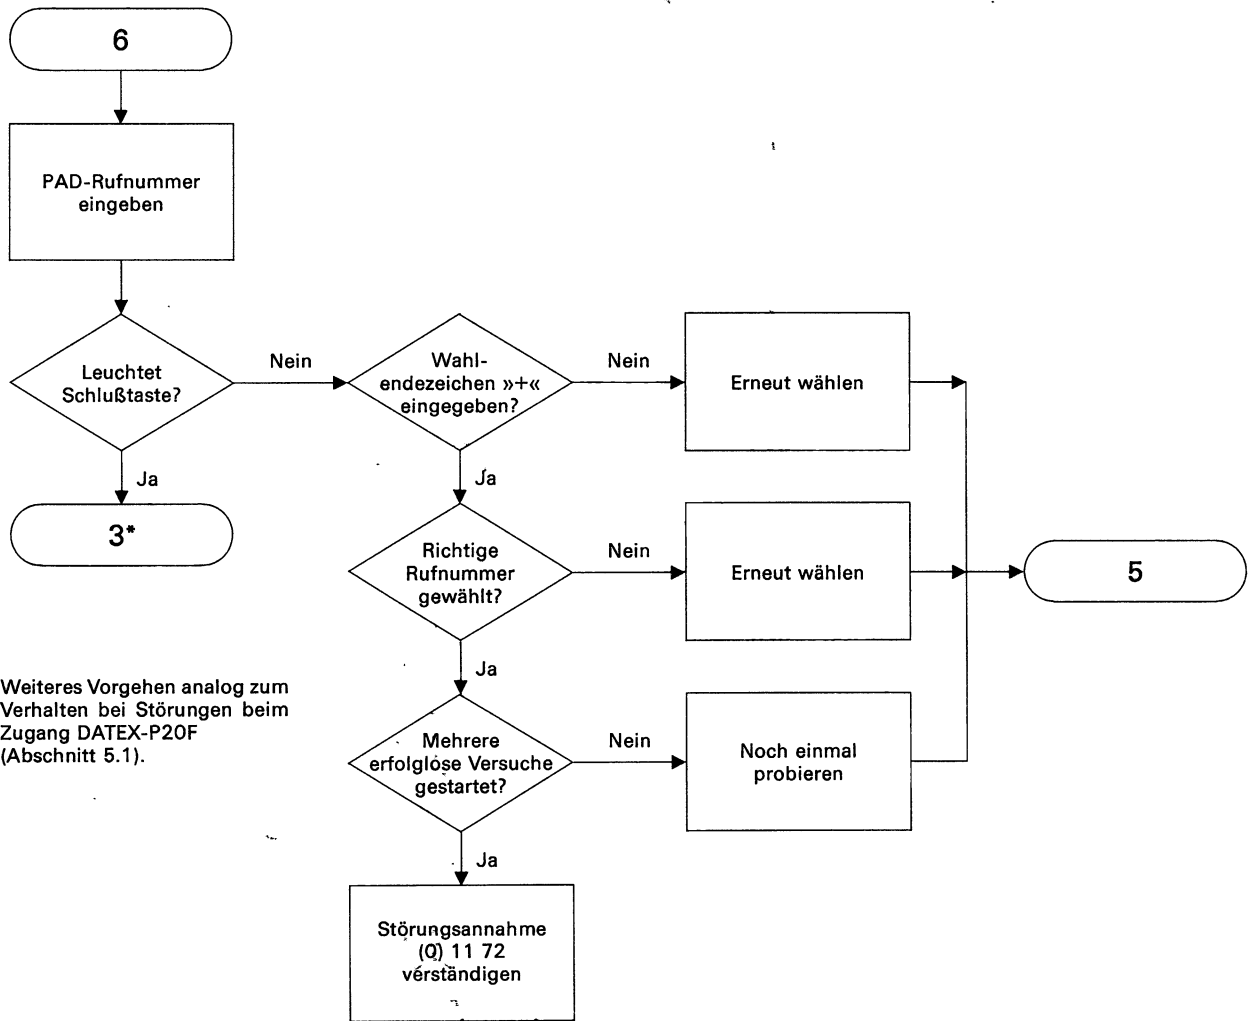 6
PAD-Rufnummer
eingeben
Leuchtet
Schlußtaste?
Nein
Wahl-
endezeichen »+«
eingegeben?
Nein
Erneut wählen
Ja
3*
Ja
Richtige
Rufnummer
gewählt?
Nein
Erneut wählen
5
Ja
Weiteres Vorgehen analog zum
Verhalten bei Störungen beim
Zugang DATEX-P20F
(Abschnitt 5.1).
Mehrere
erfolglose Versuche
gestartet?
Nein
Noch einmal
probieren
Ja
Störungsannahme
(0) 11 72
verständigen